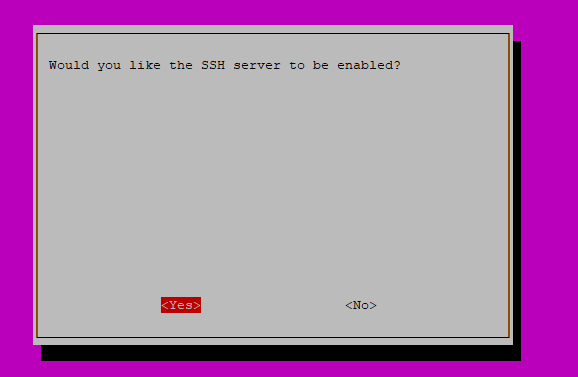 Would you like the SSH server to be enabled?
<Yes> <No>